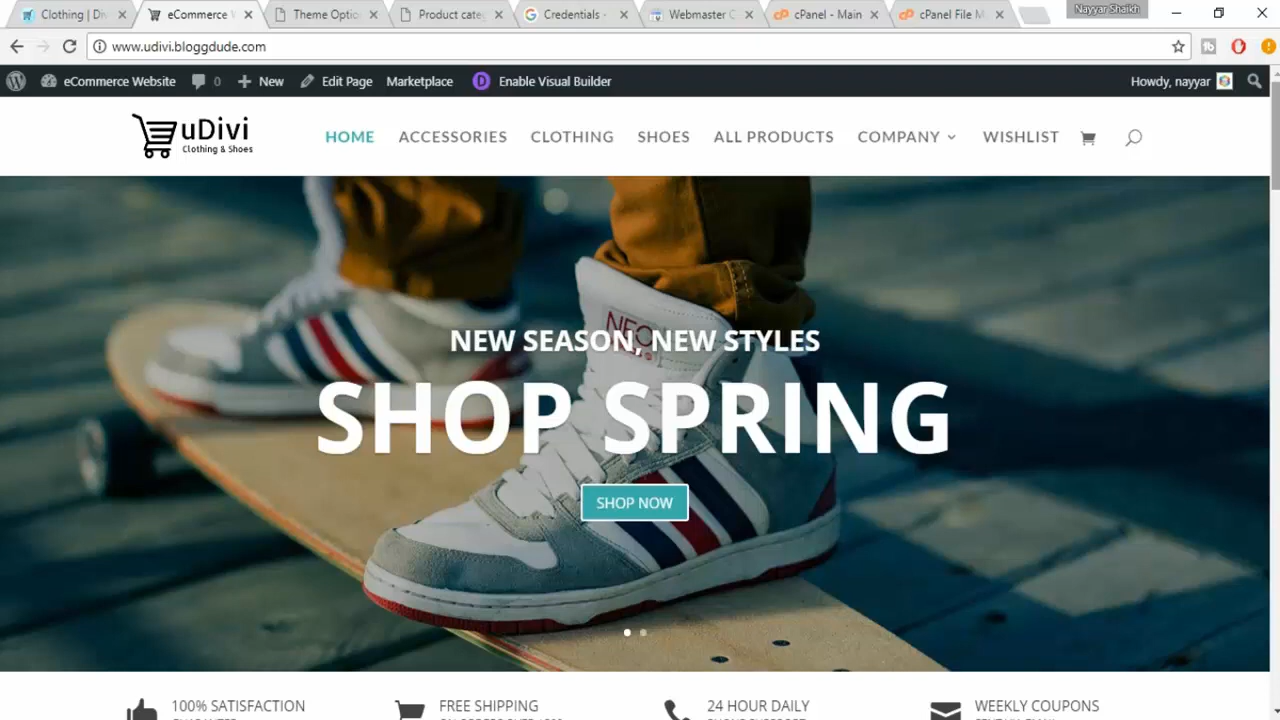 Clothing | Div
eCommerce W
Theme Optio
Product cate
Credentials -
Webmaster C
cPanel - Main
cPanel File M
Nayyar Shaikh
www.udivi.bloggdude.com
eCommerce Website
0
New
Edit Page
Marketplace
D
Enable Visual Builder
Howdy, nayyar
uDivi
Clothing & Shoes
HOME
ACCESSORIES
CLOTHING
SHOES
ALL PRODUCTS
COMPANY
WISHLIST
NEO
NEW SEASON, NEW STYLES
SHOP SPRING
SHOP NOW
100% SATISFACTION
FREE SHIPPING
24 HOUR DAILY
WEEKLY COUPONS